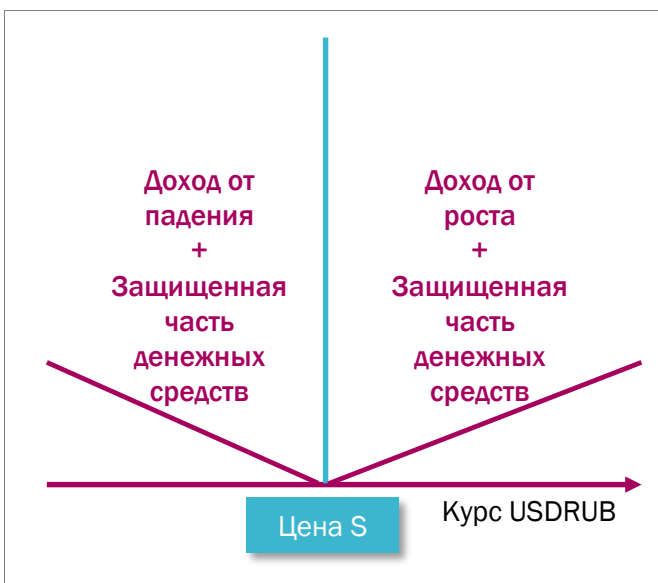 Доход от
падения
+
Защищенная
часть
денежных
средств
Доход от
роста
+
Защищенная
часть
денежных
средств
Цена S
Курс USDRUB